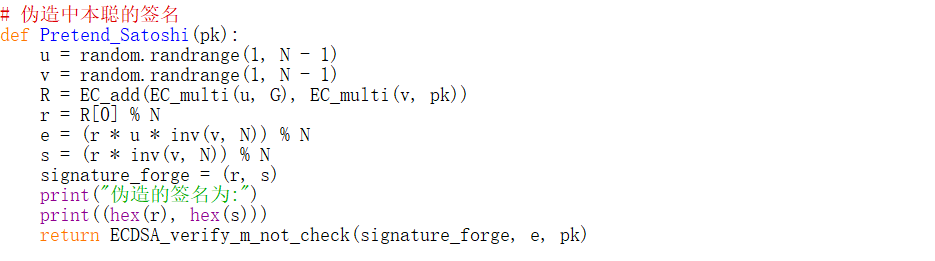 # 伪造中本聪的签名
def Pretend_Satoshi(pk):
    u = random.randrange(1, N - 1)
    v = random.randrange(1, N - 1)
    R = EC_add(EC_multi(u, G), EC_multi(v, pk))
    r = R[0] % N
    e = (r * u * inv(v, N)) % N
    s = (r * inv(v, N)) % N
    signature_forge = (r, s)
    print("伪造的签名为:")
    print((hex(r), hex(s)))
    return ECDSA_verify_m_not_check(signature_forge, e, pk)